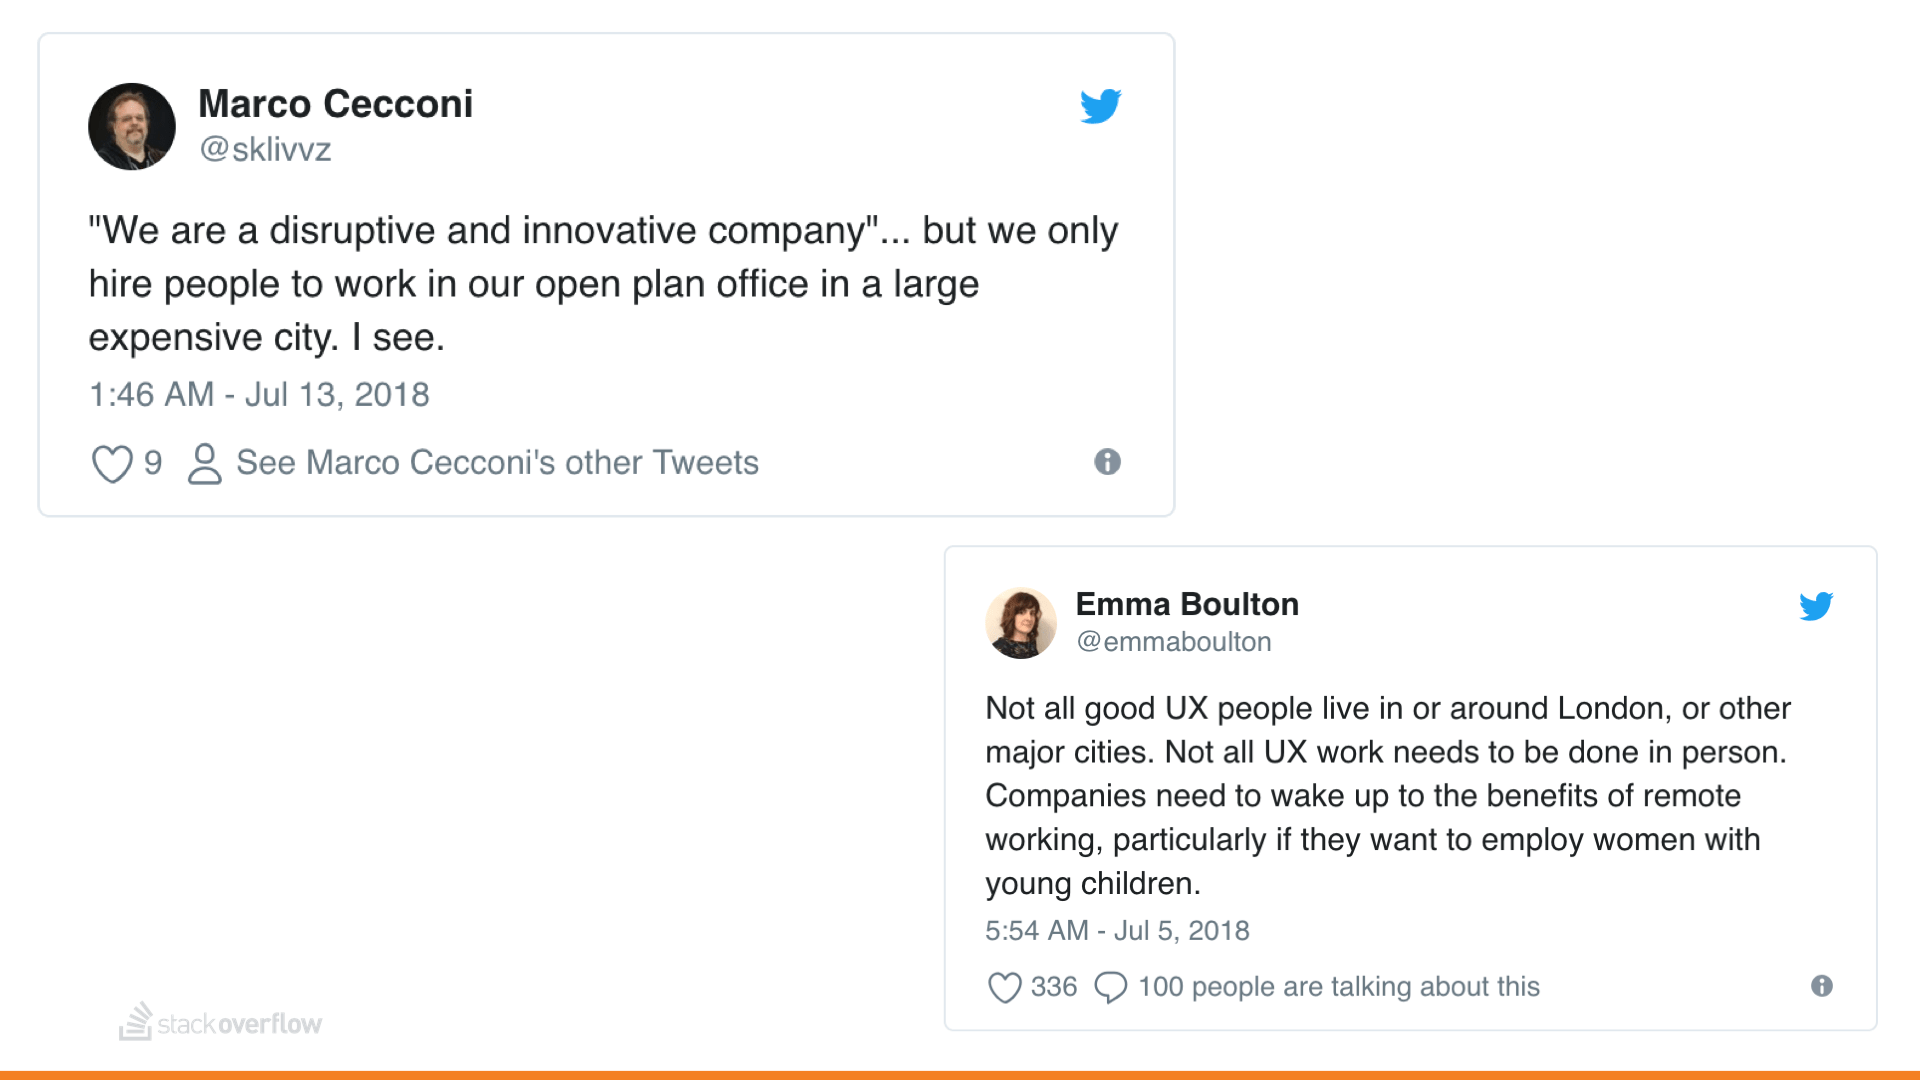 Marco Cecconi
@sklivvz
"We are a disruptive and innovative company"... but we only
hire people to work in our open plan office in a large
expensive city. I see.
1:46 AM - Jul 13, 2018
9 See Marco Cecconi's other Tweets
Emma Boulton
@emmaboulton
Not all good UX people live in or around London, or other
major cities. Not all UX work needs to be done in person.
Companies need to wake up to the benefits of remote
working, particularly if they want to employ women with
young children.
5:54 AM - Jul 5, 2018
336 100 people are talking about this
stackoverflow